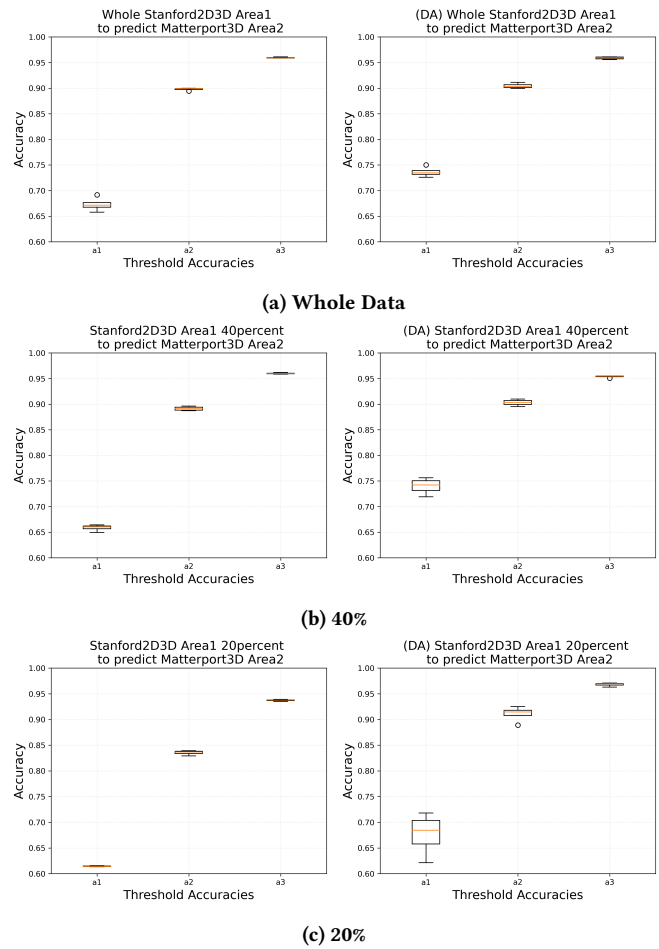 Whole Stanford2D3D Area1
to predict Matterport3D Area2
1.00
0.95
0.90
0.85
0.80
0.75
0.70
0.65
0.60
Accuracy
a1 a2 a3
Threshold Accuracies
(DA) Whole Stanford2D3D Area1
to predict Matterport3D Area2
1.00
0.95
0.90
0.85
0.80
0.75
0.70
0.65
0.60
Accuracy
a1 a2 a3
Threshold Accuracies
(a) Whole Data
Stanford2D3D Area1 40percent
to predict Matterport3D Area2
1.00
0.95
0.90
0.85
0.80
0.75
0.70
0.65
0.60
Accuracy
a1 a2 a3
Threshold Accuracies
(DA) Stanford2D3D Area1 40percent
to predict Matterport3D Area2
1.00
0.95
0.90
0.85
0.80
0.75
0.70
0.65
0.60
Accuracy
a1 a2 a3
Threshold Accuracies
(b) 40%
Stanford2D3D Area1 20percent
to predict Matterport3D Area2
1.00
0.95
0.90
0.85
0.80
0.75
0.70
0.65
0.60
Accuracy
a1 a2 a3
Threshold Accuracies
(DA) Stanford2D3D Area1 20percent
to predict Matterport3D Area2
1.00
0.95
0.90
0.85
0.80
0.75
0.70
0.65
0.60
Accuracy
a1 a2 a3
Threshold Accuracies
(c) 20%